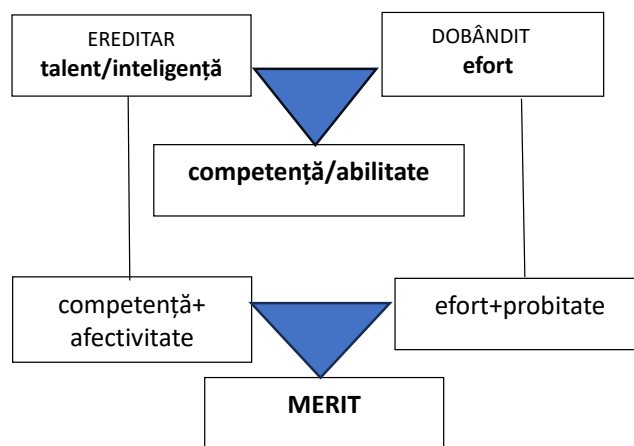 EREDITAR
talent/inteligență
DOBÂNDIT
efort
competență/abilitate
competență+
afectivitate
efort+probitate
MERIT